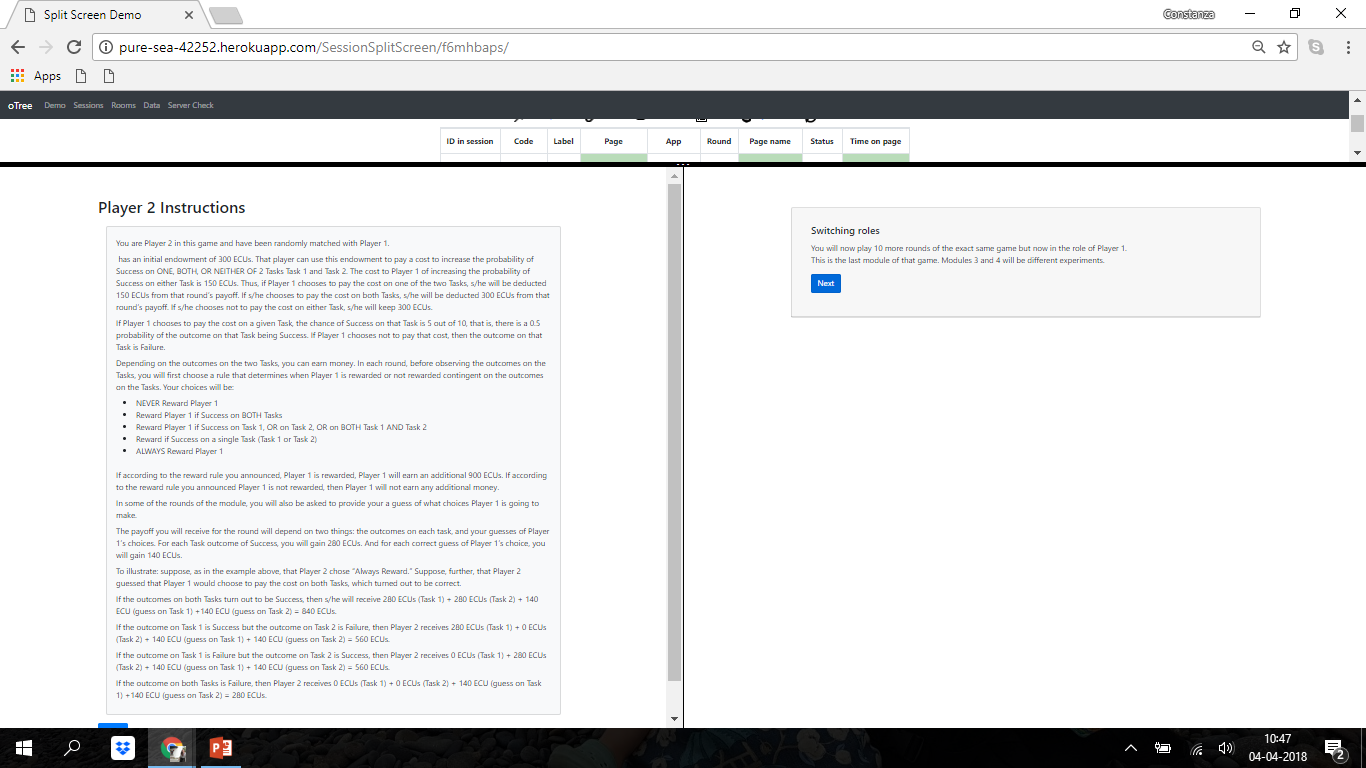 Split Screen Demo
Constanza
pure-sea-42252.herokuapp.com/SessionSplitScreen/f6mhbaps/
Apps
oTree Demo Sessions Rooms Data Server Check
ID in session Code Label Page App Round Page name Status Time on page
Player 2 Instructions
You are Player 2 in this game and have been randomly matched with Player 1.
has an initial endowment of 300 ECUs. That player can use this endowment to pay a cost to increase the probability of
Success on ONE, BOTH, OR NEITHER OF 2 Tasks Task 1 and Task 2. The cost to Player 1 of increasing the probability of
Success on either Task is 150 ECUs. Thus, if Player 1 chooses to pay the cost on one of the two Tasks, s/he will be deducted
150 ECUs from that round's payoff. If s/he chooses to pay the cost on both Tasks, s/he will be deducted 300 ECUs from that
round's payoff. If s/he chooses not to pay the cost on either Task, s/he will keep 300 ECUs.
If Player 1 chooses to pay the cost on a given Task, the chance of Success on that Task is 5 out of 10, that is, there is a 0.5
probability of the outcome on that Task being Success. If Player 1 chooses not to pay that cost, then the outcome on that
Task is Failure.
Depending on the outcomes on the two Tasks, you can earn money. In each round, before observing the outcomes on the
Tasks, you will first choose a rule that determines when Player 1 is rewarded or not rewarded contingent on the outcomes
on the Tasks. Your choices will be:
• NEVER Reward Player 1
• Reward Player 1 if Success on BOTH Tasks
• Reward Player 1 if Success on Task 1, OR on Task 2, OR on BOTH Task 1 AND Task 2
• Reward if Success on a single Task (Task 1 or Task 2)
• ALWAYS Reward Player 1
If according to the reward rule you announced, Player 1 is rewarded, Player 1 will earn an additional 900 ECUs. If according
to the reward rule you announced Player 1 is not rewarded, then Player 1 will not earn any additional money.
In some of the rounds of the module, you will also be asked to provide your a guess of what choices Player 1 is going to
make.
The payoff you will receive for the round will depend on two things: the outcomes on each task, and your guesses of Player
1's choices. For each Task outcome of Success, you will gain 280 ECUs. And for each correct guess of Player 1's choice, you
will gain 140 ECUs.
To illustrate: suppose, as in the example above, that Player 2 chose "Always Reward." Suppose, further, that Player 2
guessed that Player 1 would choose to pay the cost on both Tasks, which turned out to be correct.
If the outcomes on both Tasks turn out to be Success, then s/he will receive 280 ECUs (Task 1) + 280 ECUs (Task 2) + 140
ECU (guess on Task 1) +140 ECU (guess on Task 2) = 840 ECUs.
If the outcome on Task 1 is Success but the outcome on Task 2 is Failure, then Player 2 receives 280 ECUs (Task 1) + 0 ECUs
(Task 2) + 140 ECU (guess on Task 1) + 140 ECU (guess on Task 2) = 560 ECUs.
If the outcome on Task 1 is Failure but the outcome on Task 2 is Success, then Player 2 receives 0 ECUs (Task 1) + 280 ECUs
(Task 2) + 140 ECU (guess on Task 1) + 140 ECU (guess on Task 2) = 560 ECUs.
If the outcome on both Tasks is Failure, then Player 2 receives 0 ECUs (Task 1) + 0 ECUs (Task 2) + 140 ECU (guess on Task
1) +140 ECU (guess on Task 2) = 280 ECUs.
Switching roles
You will now play 10 more rounds of the exact same game but now in the role of Player 1.
This is the last module of that game. Modules 3 and 4 will be different experiments.
Next
10:47
04-04-2018
2